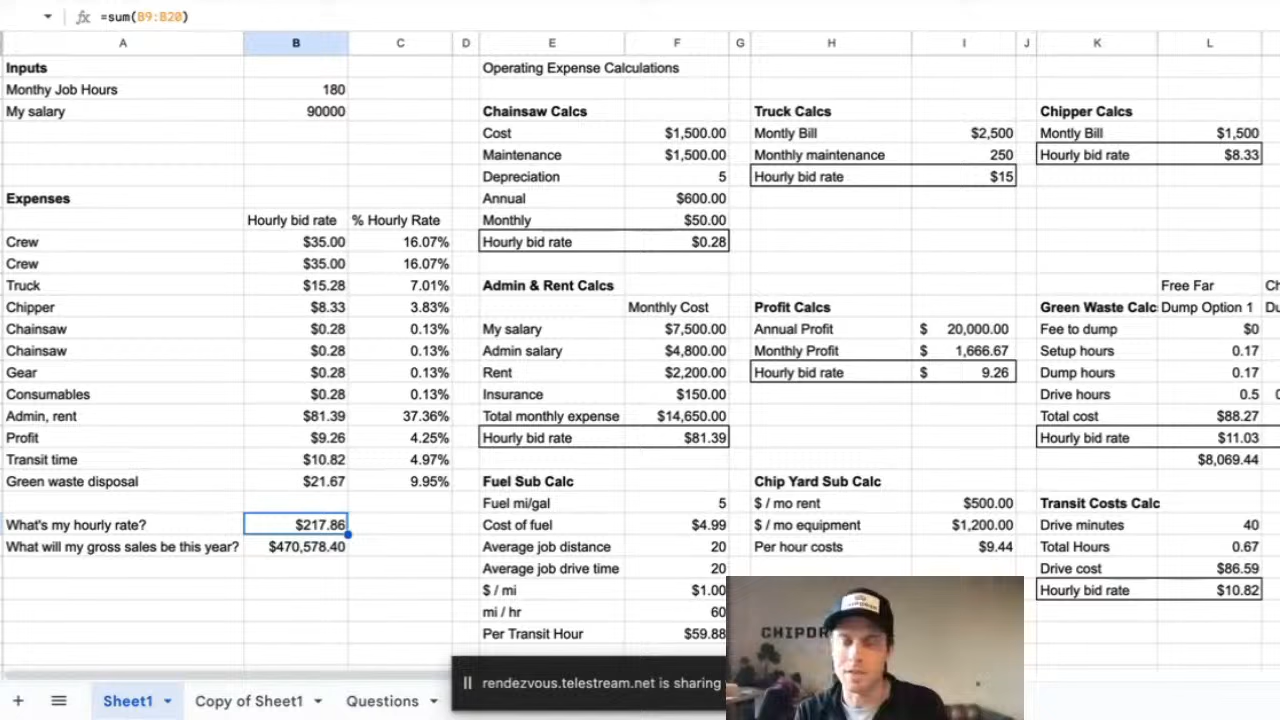 fx =sum(B9:B20)
A B C D E F G H I J K L
Inputs Operating Expense Calculations
Monthy Job Hours 180
My salary 90000 Chainsaw Calcs Truck Calcs Chipper Calcs
Cost $1,500.00 Montly Bill $2,500 Montly Bill $1,500
Maintenance $1,500.00 Monthly maintenance 250 Hourly bid rate $8.33
Depreciation 5 Hourly bid rate $15
Expenses Annual $600.00
Hourly bid rate % Hourly Rate Monthly $50.00
Crew $35.00 16.07% Hourly bid rate $0.28
Crew $35.00 16.07%
Truck $15.28 7.01% Admin & Rent Calcs Free Far Ch
Chipper $8.33 3.83% Monthly Cost Profit Calcs Green Waste Calc Dump Option 1 Du
Chainsaw $0.28 0.13% My salary $7,500.00 Annual Profit $ 20,000.00 Fee to dump $0
Chainsaw $0.28 0.13% Admin salary $4,800.00 Monthly Profit $ 1,666.67 Setup hours 0.17
Gear $0.28 0.13% Rent $2,200.00 Hourly bid rate $ 9.26 Dump hours 0.17
Consumables $0.28 0.13% Insurance $150.00 Drive hours 0.5
Admin, rent $81.39 37.36% Total monthly expense $14,650.00 Total cost $88.27
Profit $9.26 4.25% Hourly bid rate $81.39 Hourly bid rate $11.03
Transit time $10.82 4.97% $8,069.44
Green waste disposal $21.67 9.95% Fuel Sub Calc Chip Yard Sub Calc
Fuel mi/gal 5 $ / mo rent $500.00 Transit Costs Calc
What's my hourly rate? $217.86 Cost of fuel $4.99 $ / mo equipment $1,200.00 Drive minutes 40
What will my gross sales be this year? $470,578.40 Average job distance 20 Per hour costs $9.44 Total Hours 0.67
Average job drive time 20 Drive cost $86.59
$ / mi $1.00 Hourly bid rate $10.82
mi / hr 60
Per Transit Hour $59.88
CHIPDR
rendezvous.telestream.net is sharing
Sheet1 Copy of Sheet1 Questions